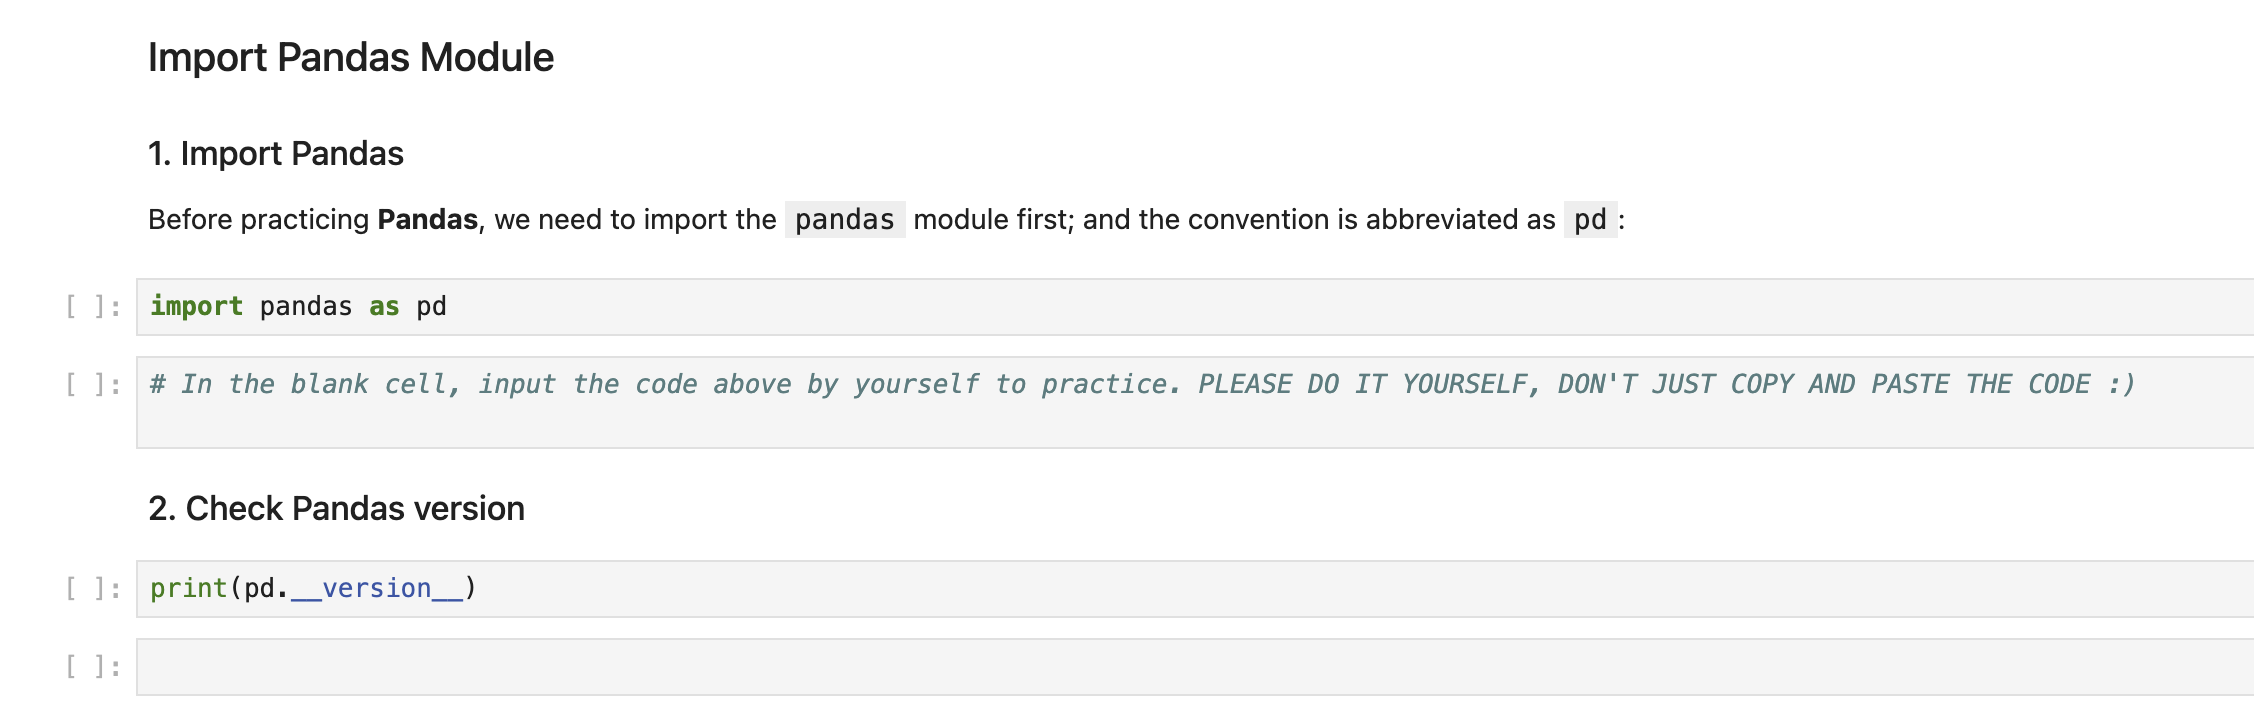 Import Pandas Module
1. Import Pandas
Before practicing Pandas, we need to import the pandas module first; and the convention is abbreviated as pd :
[ ]: import pandas as pd
[ ]: # In the blank cell, input the code above by yourself to practice. PLEASE DO IT YOURSELF, DON'T JUST COPY AND PASTE THE CODE :)
2. Check Pandas version
[ ]: print(pd.__version__)
[ ]: